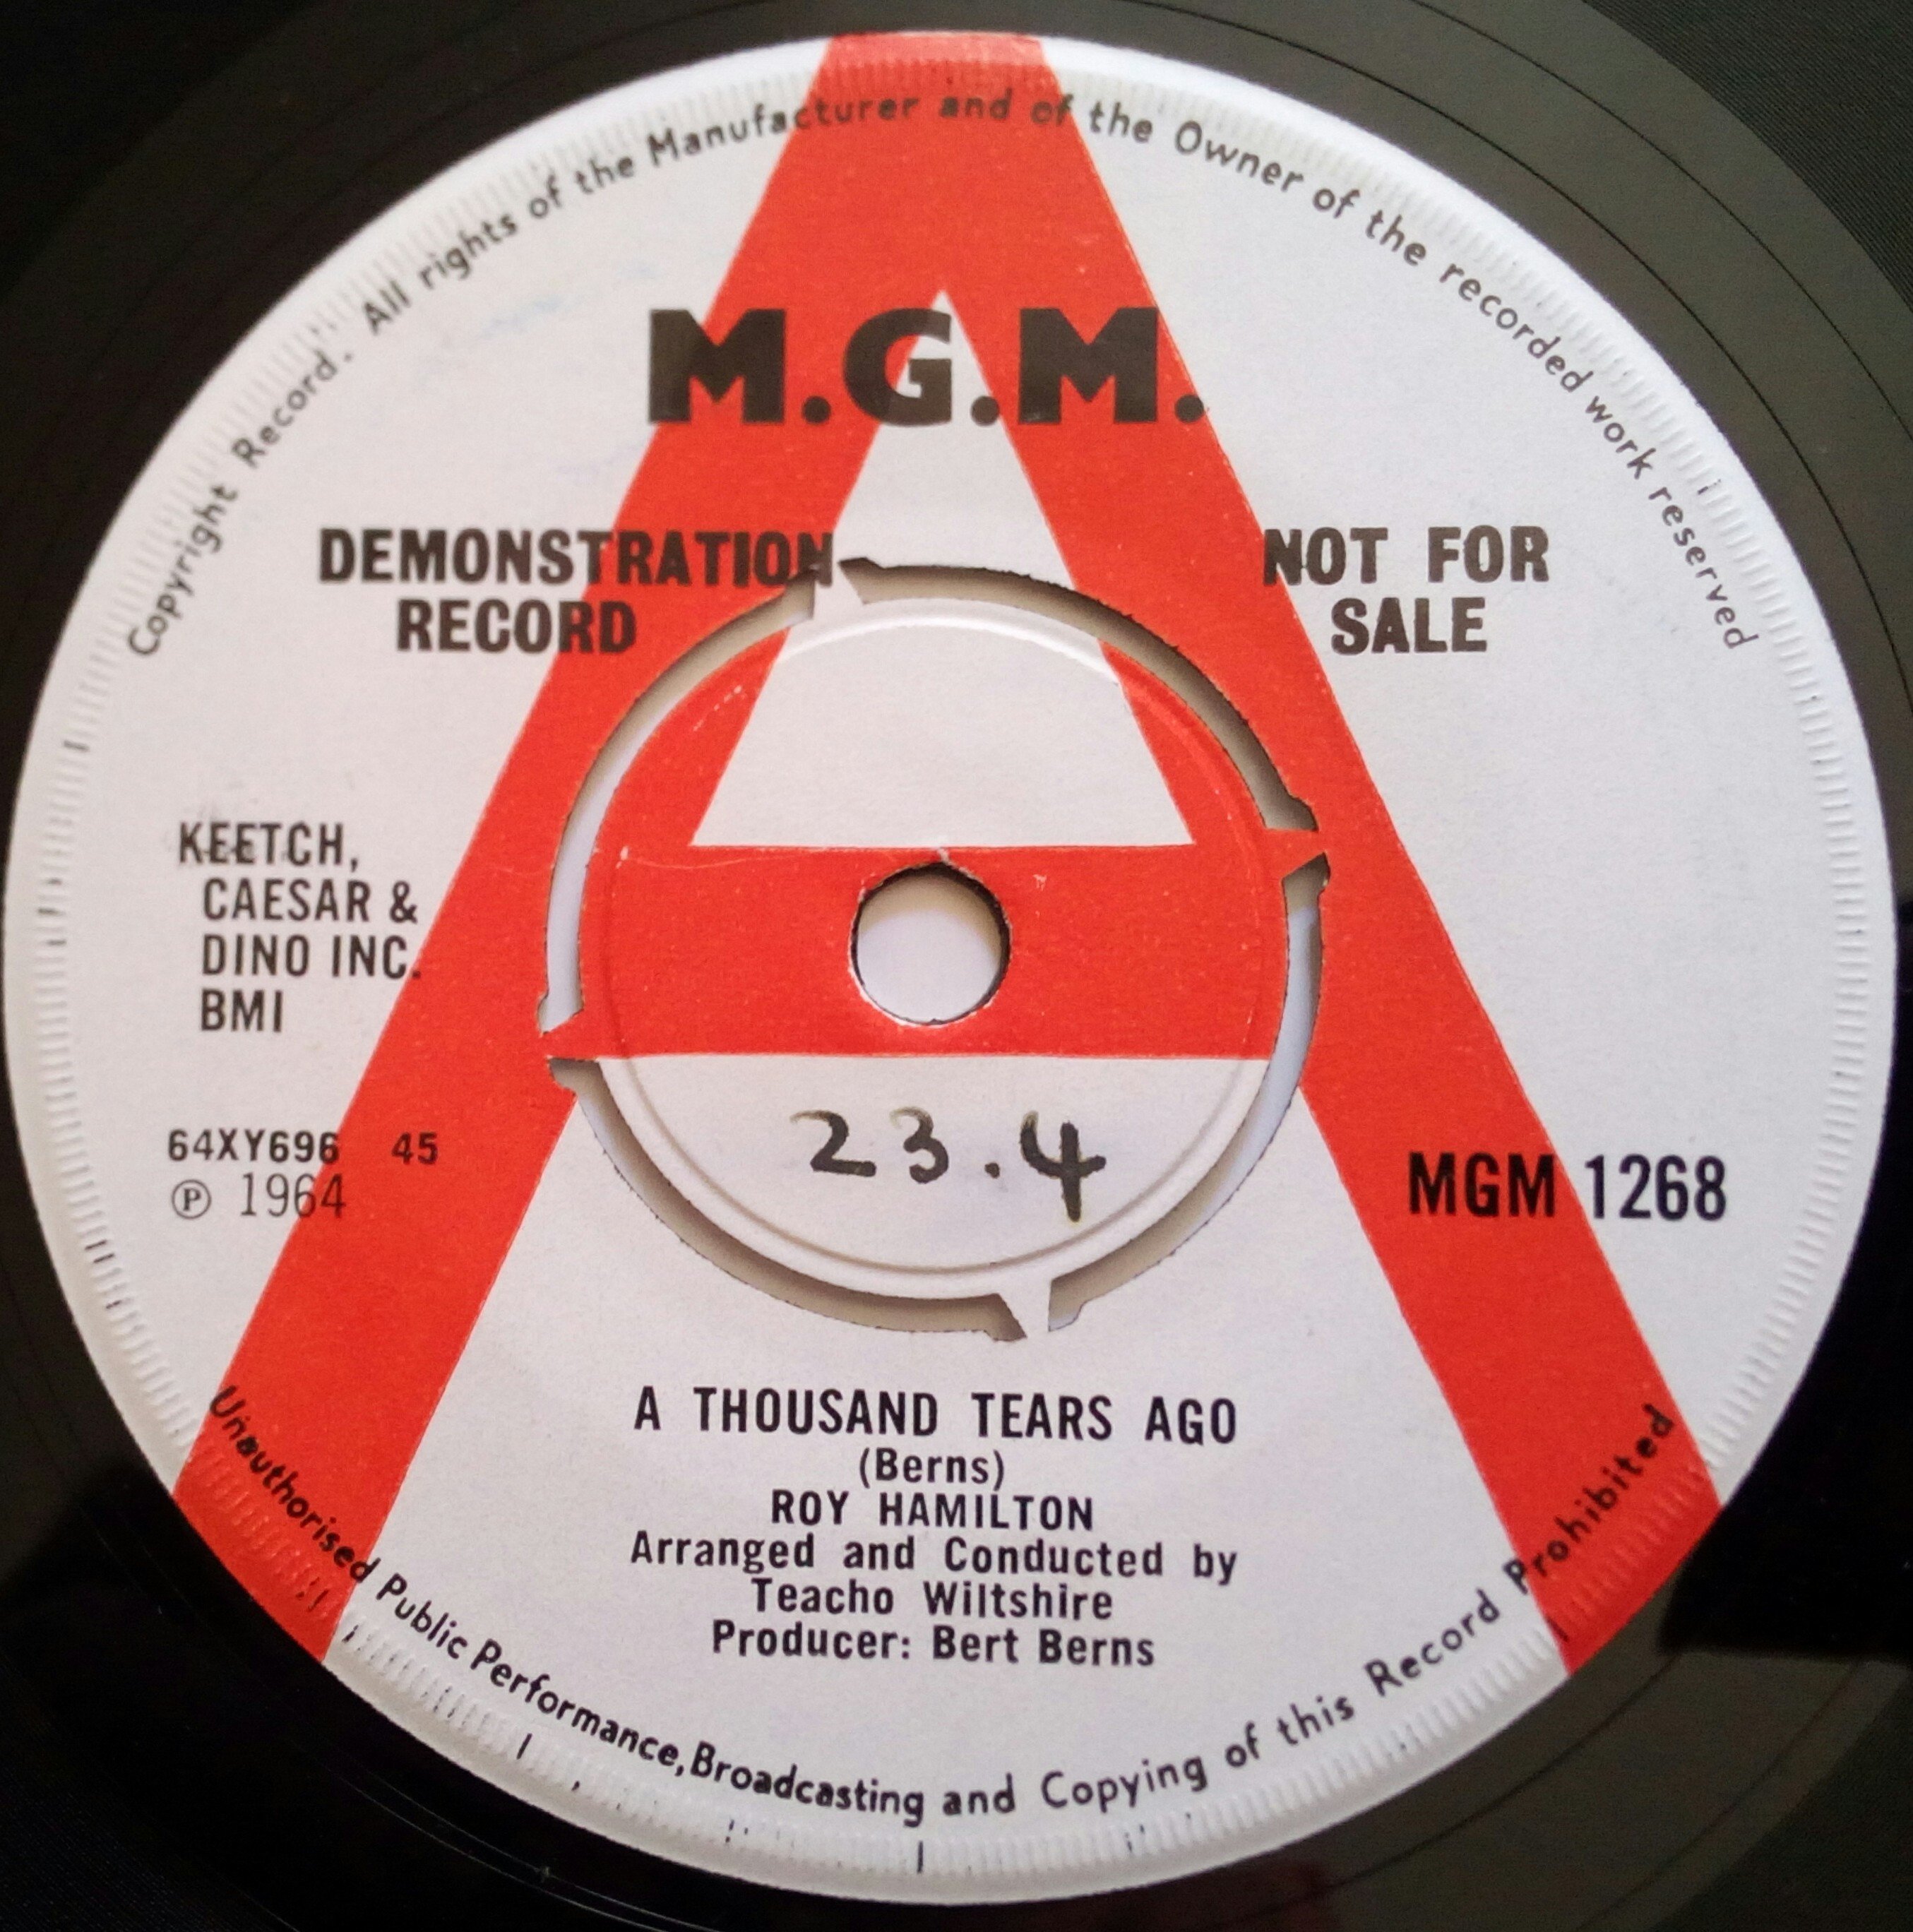 Copyright Record. All rights of the Manufacturer and of the Owner of the recorded work reserved
M.G.M.
DEMONSTRATION
RECORD
NOT FOR
SALE
KEETCH,
CAESAR &
DINO INC.
BMI
64XY696 45
℗ 1964
23.4
MGM 1268
A THOUSAND TEARS AGO
(Berns)
ROY HAMILTON
Arranged and Conducted by
Teacho Wiltshire
Producer: Bert Berns
Unauthorised Public Performance, Broadcasting and Copying of this Record Prohibited